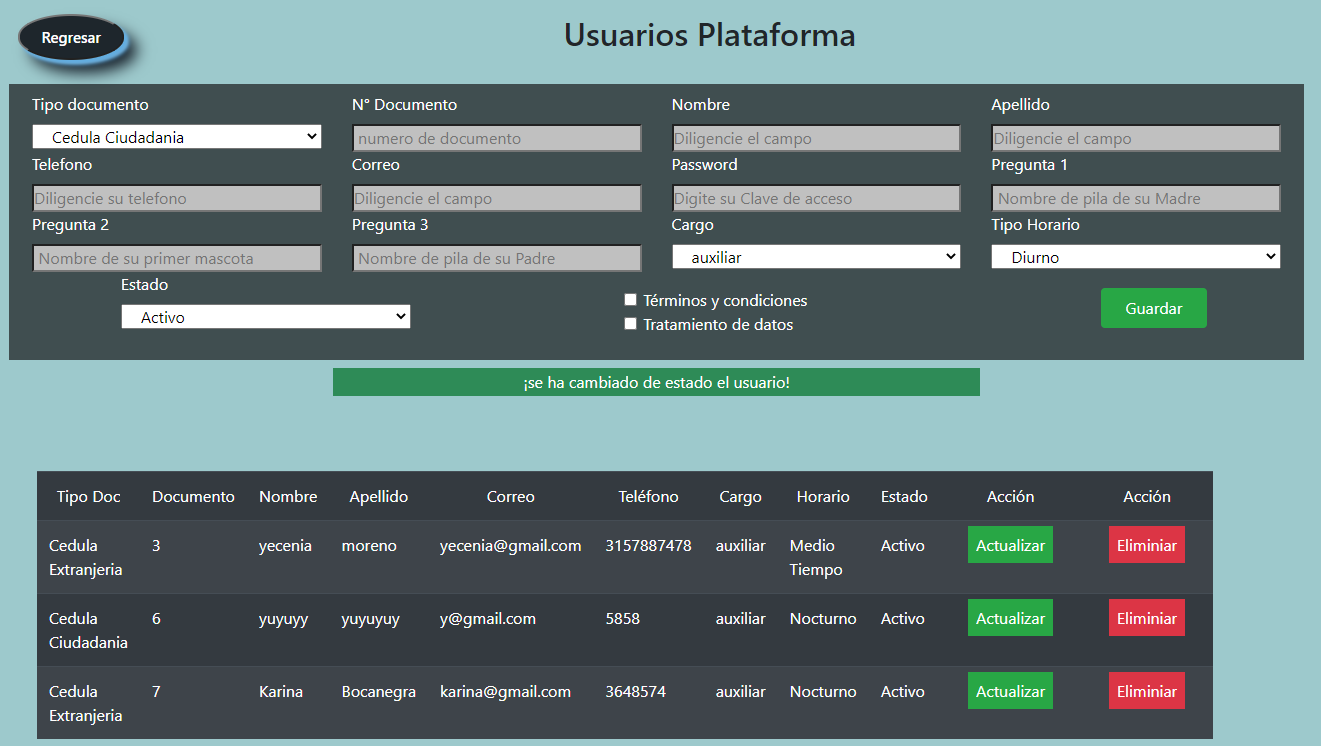 Regresar
Usuarios Plataforma
Tipo documento N° Documento Nombre Apellido
Cedula Ciudadania numero de documento Diligencie el campo Diligencie el campo
Telefono Correo Password Pregunta 1
Diligencie su telefono Diligencie el campo Digite su Clave de acceso Nombre de pila de su Madre
Pregunta 2 Pregunta 3 Cargo Tipo Horario
Nombre de su primer mascota Nombre de pila de su Padre auxiliar Diurno
Estado
Activo
Términos y condiciones
Tratamiento de datos
Guardar
¡se ha cambiado de estado el usuario!
Tipo Doc Documento Nombre Apellido Correo Teléfono Cargo Horario Estado Acción Acción
Cedula 3 yecenia moreno yecenia@gmail.com 3157887478 auxiliar Medio Activo Actualizar Eliminiar
Extranjeria Tiempo
Cedula 6 yuyuyy yuyuyuy y@gmail.com 5858 auxiliar Nocturno Activo Actualizar Eliminiar
Ciudadania
Cedula 7 Karina Bocanegra karina@gmail.com 3648574 auxiliar Nocturno Activo Actualizar Eliminiar
Extranjeria